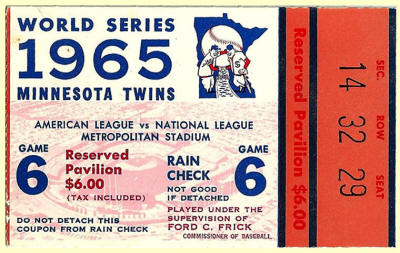 WORLD SERIES
1965
MINNESOTA TWINS
AMERICAN LEAGUE vs NATIONAL LEAGUE
METROPOLITAN STADIUM
GAME
6
Reserved
Pavilion
$6.00
(TAX INCLUDED)
RAIN
CHECK
NOT GOOD
IF DETACHED
GAME
6
DO NOT DETACH THIS
COUPON FROM RAIN CHECK
PLAYED UNDER THE
SUPERVISION OF
FORD C. FRICK
COMMISSIONER OF BASEBALL
Reserved Pavilion $6.00
SEC. ROW SEAT
14 32 29